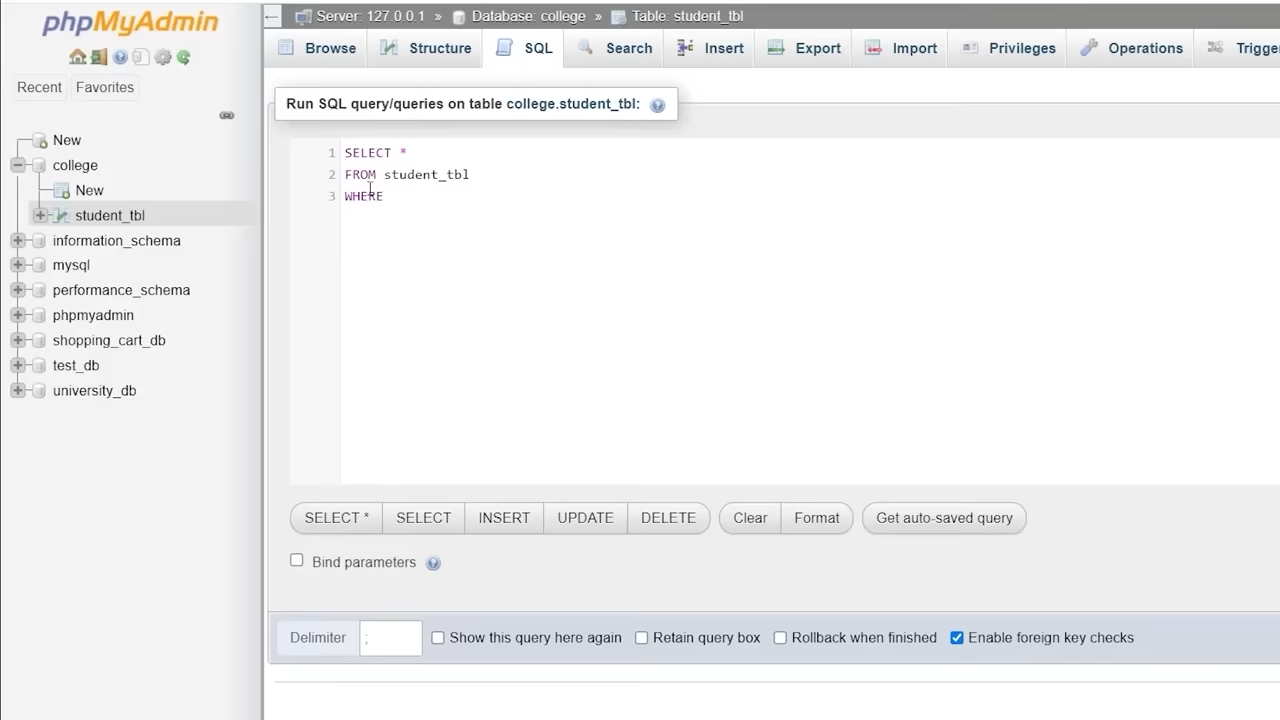 phpMyAdmin
Recent Favorites
New
college
New
student_tbl
information_schema
mysql
performance_schema
phpmyadmin
shopping_cart_db
test_db
university_db
Server: 127.0.0.1 » Database: college » Table: student_tbl
Browse Structure SQL Search Insert Export Import Privileges Operations Trigge
Run SQL query/queries on table college.student_tbl:
1 SELECT *
2 FROM student_tbl
3 WHERE
SELECT * SELECT INSERT UPDATE DELETE Clear Format Get auto-saved query
Bind parameters
Delimiter ; Show this query here again Retain query box Rollback when finished Enable foreign key checks